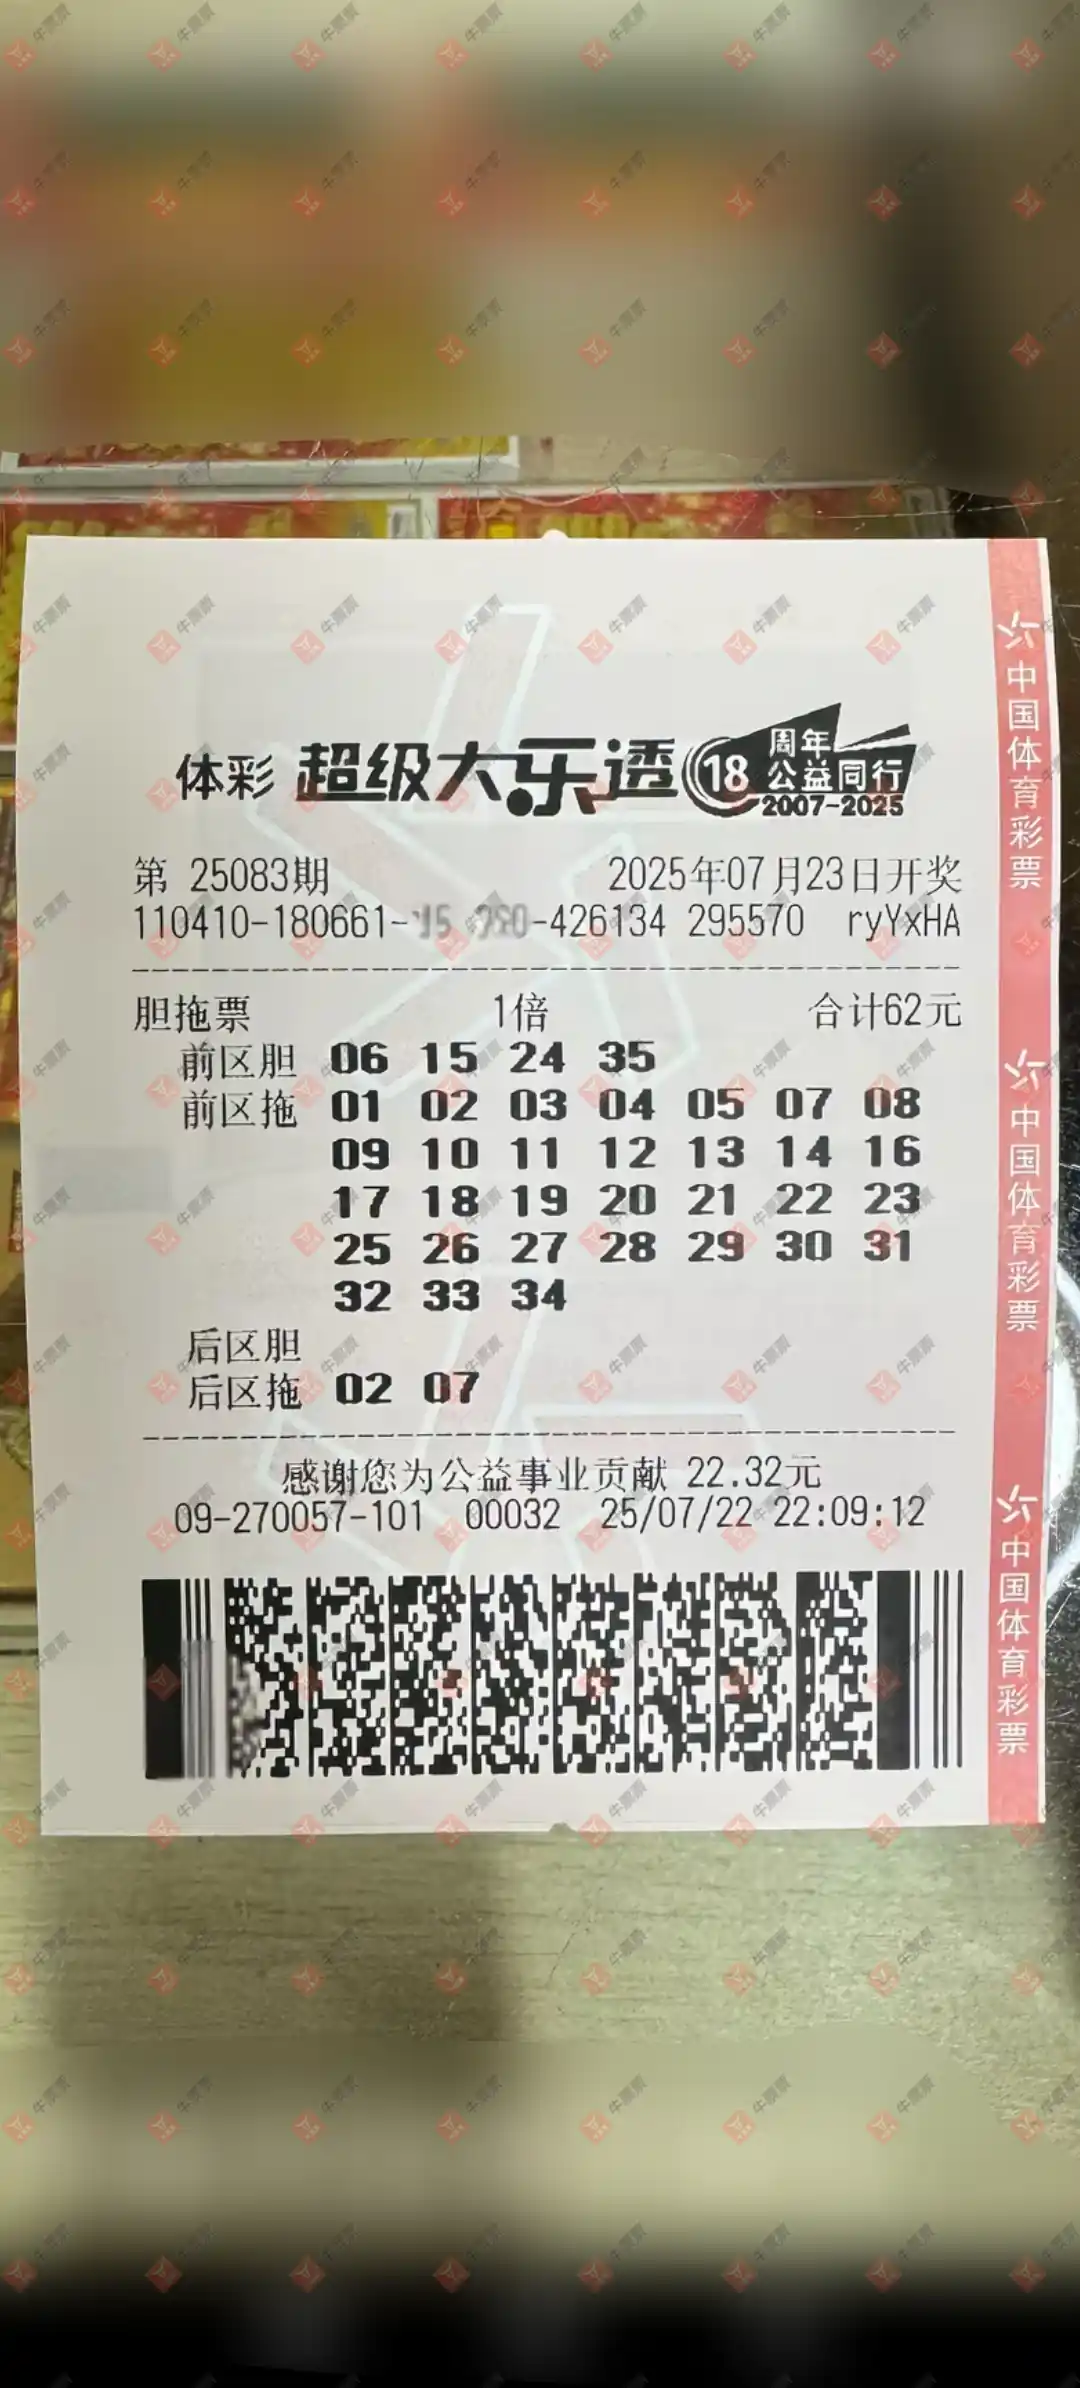 体彩 超级大乐透 18 周年 公益同行 2007-2025
第 25083期 2025年07月23日开奖
110410-180661- -426134 295570 ryYxHA
胆拖票 1倍 合计62元
前区胆 06 15 24 35
前区拖 01 02 03 04 05 07 08
09 10 11 12 13 14 16
17 18 19 20 21 22 23
25 26 27 28 29 30 31
32 33 34
后区胆
后区拖 02 07
感谢您为公益事业贡献 22.32元
09-270057-101 00032 25/07/22 22:09:12
中国体育彩票
中国体育彩票
中国体育彩票
牛票票